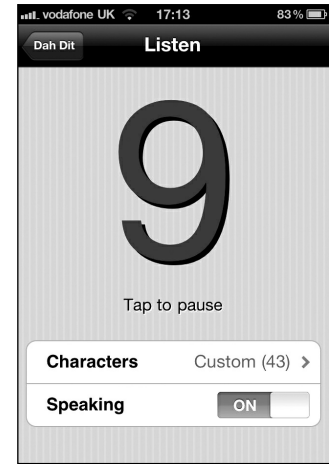 vodafone UK 17:13 83%
Dah Dit Listen
9
Tap to pause
Characters Custom (43) >
Speaking ON